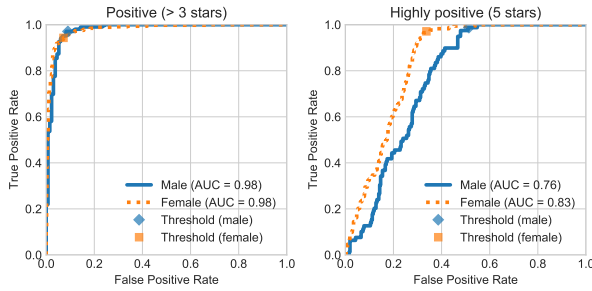 Positive (> 3 stars)
1.0
0.8
0.6
0.4
0.2
0.0
True Positive Rate
Male (AUC = 0.98)
Female (AUC = 0.98)
Threshold (male)
Threshold (female)
0.0 0.2 0.4 0.6 0.8 1.0
False Positive Rate
Highly positive (5 stars)
1.0
0.8
0.6
0.4
0.2
0.0
True Positive Rate
Male (AUC = 0.76)
Female (AUC = 0.83)
Threshold (male)
Threshold (female)
0.0 0.2 0.4 0.6 0.8 1.0
False Positive Rate